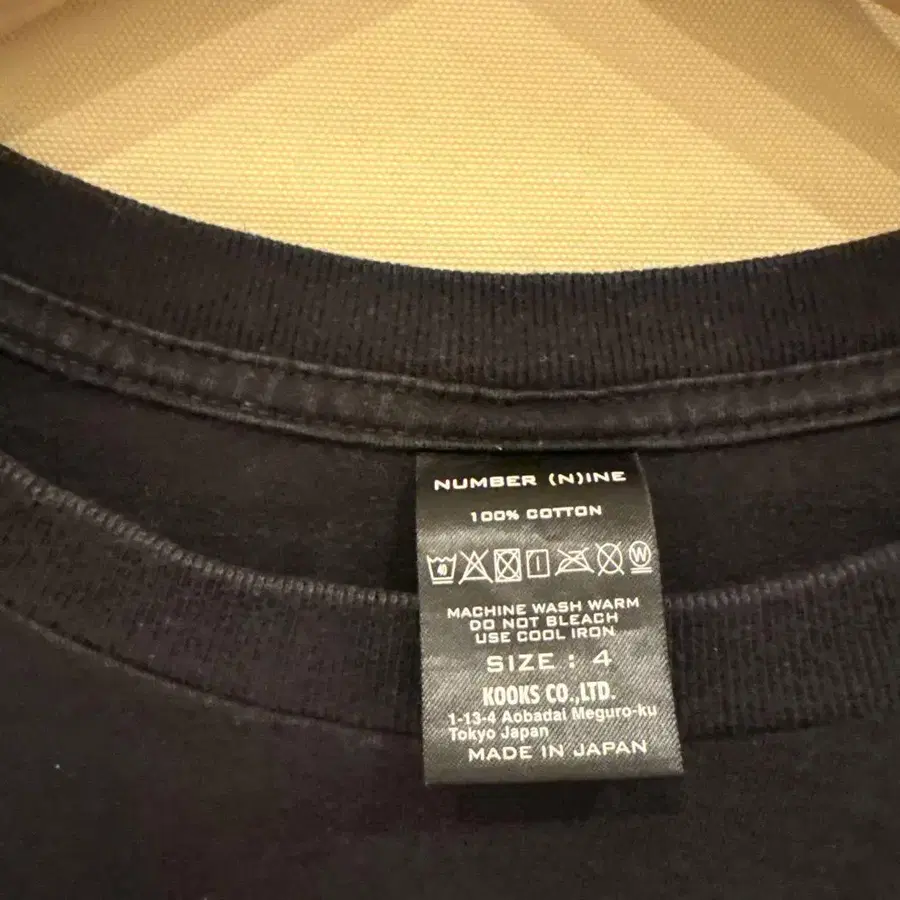 NUMBER (N)INE
100% COTTON
40 W
MACHINE WASH WARM
DO NOT BLEACH
USE COOL IRON
SIZE : 4
KOOKS CO.,LTD.
1-13-4 Aobadai Meguro-ku
Tokyo Japan
MADE IN JAPAN